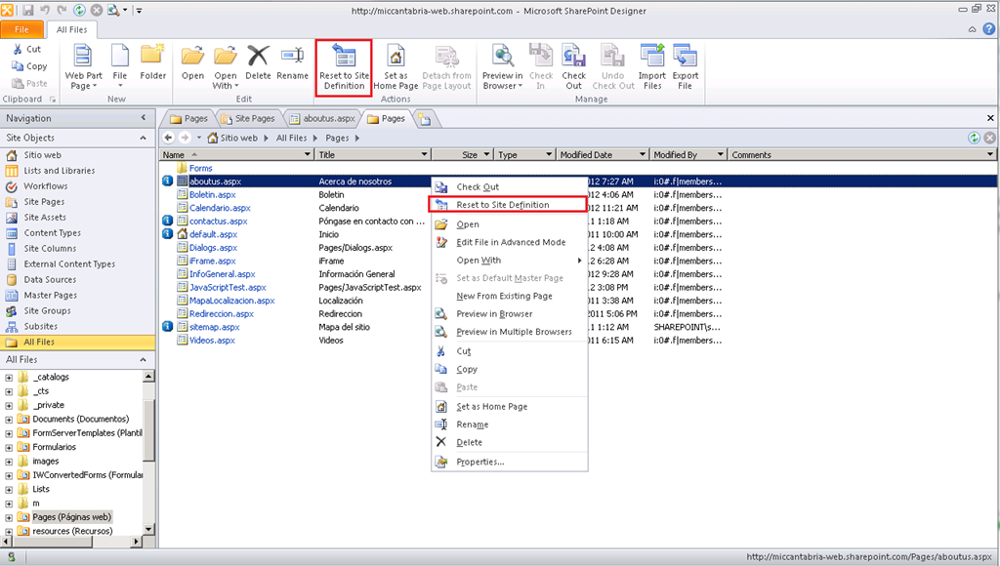 http://miccantabria-web.sharepoint.com - Microsoft SharePoint Designer
File All Files
Cut
Copy
Paste
Clipboard
Web Part Page
File
Folder
New
Open
Open With
Delete
Rename
Edit
Reset to Site Definition
Set as Home Page
Detach from Page Layout
Actions
Preview in Browser
Check In
Check Out
Undo Check Out
Import Files
Export File
Manage
Navigation
Site Objects
Sitio web
Lists and Libraries
Workflows
Site Pages
Site Assets
Content Types
Site Columns
External Content Types
Data Sources
Master Pages
Site Groups
Subsites
All Files
All Files
_catalogs
_cts
_private
Documents (Documentos)
FormServerTemplates (Plantil
Formularios
images
IWConvertedForms (Formular
Lists
m
Pages (Páginas web)
resources (Recursos)
Pages Site Pages aboutus.aspx Pages
Sitio web All Files Pages
Name Title Size Type Modified Date Modified By Comments
Forms
aboutus.aspx Acerca de nosotros 012 7:27 AM i:0#.f|members...
Boletin.aspx Boletin 2 4:06 AM i:0#.f|members...
Calendario.aspx Calendario 012 11:21 AM i:0#.f|members...
contactus.aspx Póngase en contacto con ... 1 1:18 AM i:0#.f|members...
default.aspx Inicio 011 10:00 AM i:0#.f|members...
Dialogs.aspx Pages/Dialogs.aspx 12 4:08 AM i:0#.f|members...
iFrame.aspx iFrame 2 6:28 AM i:0#.f|members...
InfoGeneral.aspx Información General 012 9:28 AM i:0#.f|members...
JavaScriptTest.aspx Pages/JavaScriptTest.aspx 2 3:08 PM i:0#.f|members...
MapaLocalizacion.aspx Localización 011 3:38 AM i:0#.f|members...
Redireccion.aspx Redireccion 2011 5:06 PM i:0#.f|members...
sitemap.aspx Mapa del sitio 1 1:12 AM SHAREPOINT\s...
Videos.aspx Videos 011 6:15 AM i:0#.f|members...
Check Out
Reset to Site Definition
Open
Edit File in Advanced Mode
Open With
Set as Default Master Page
New From Existing Page
Preview in Browser
Preview in Multiple Browsers
Cut
Copy
Paste
Set as Home Page
Rename
Delete
Properties...
http://miccantabria-web.sharepoint.com/Pages/aboutus.aspx